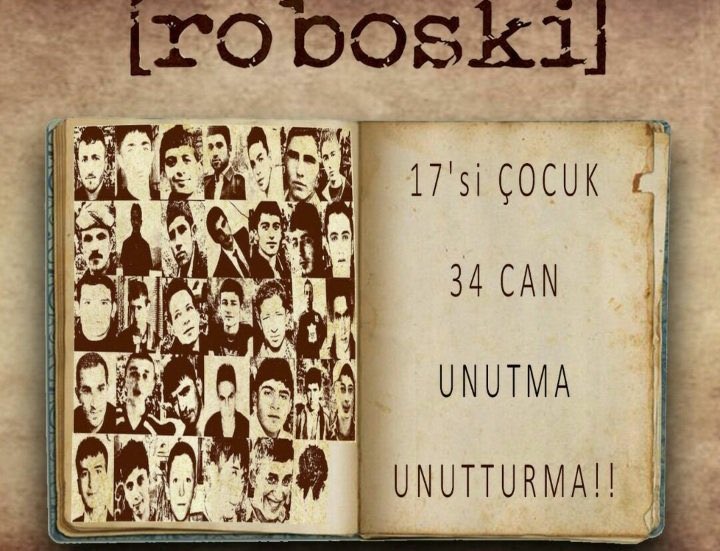 [roboski]
17'si ÇOCUK
34 CAN
UNUTMA
UNUTTURMA!!